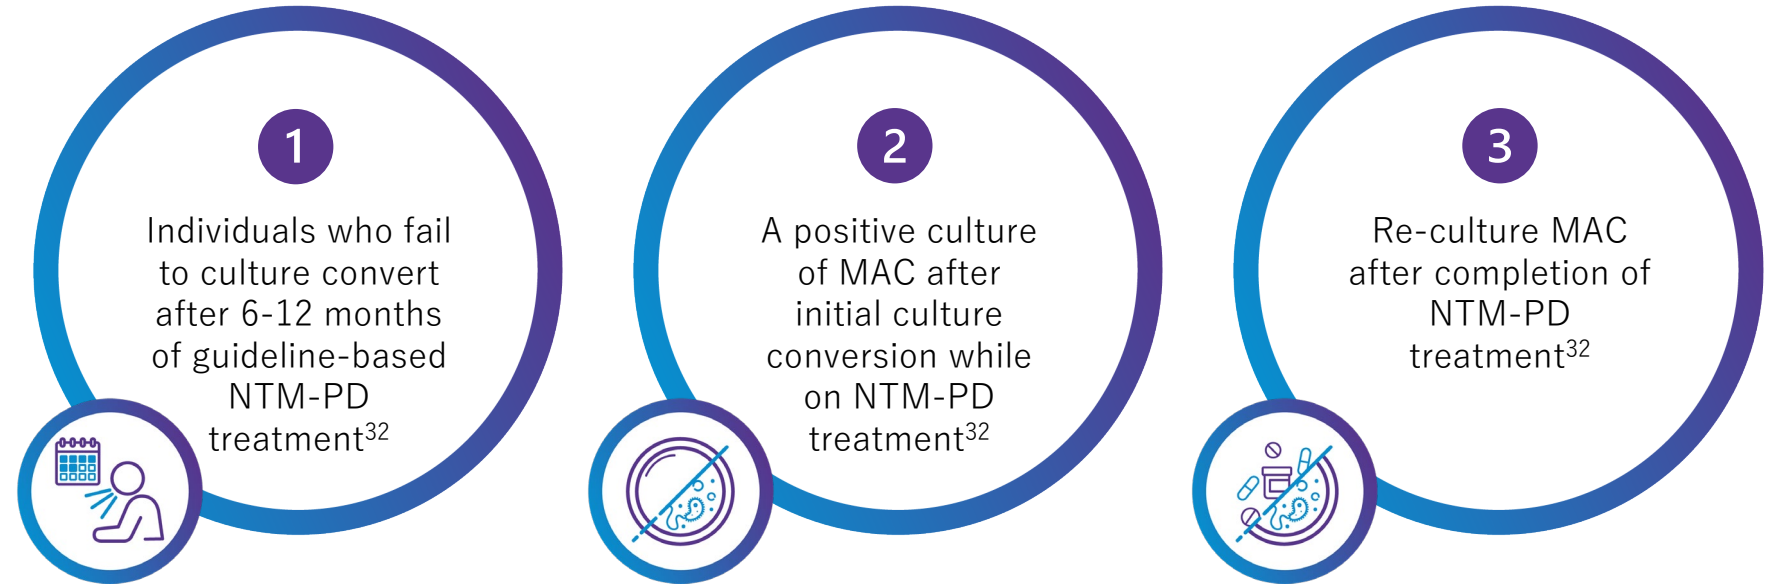 1
Individuals who fail
to culture convert
after 6-12 months
of guideline-based
NTM-PD
treatment³²
2
A positive culture
of MAC after
initial culture
conversion while
on NTM-PD
treatment³²
3
Re-culture MAC
after completion of
NTM-PD
treatment³²